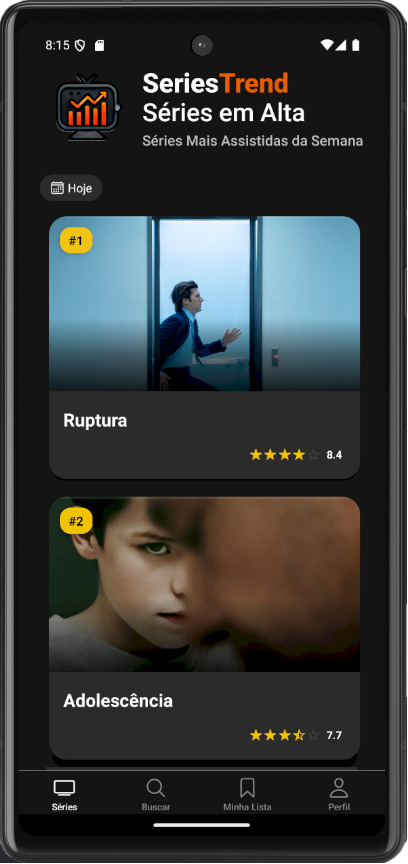 8:15
SeriesTrend
Séries em Alta
Séries Mais Assistidas da Semana
Hoje
#1
Ruptura
8.4
#2
Adolescência
7.7
Séries Buscar Minha Lista Perfil